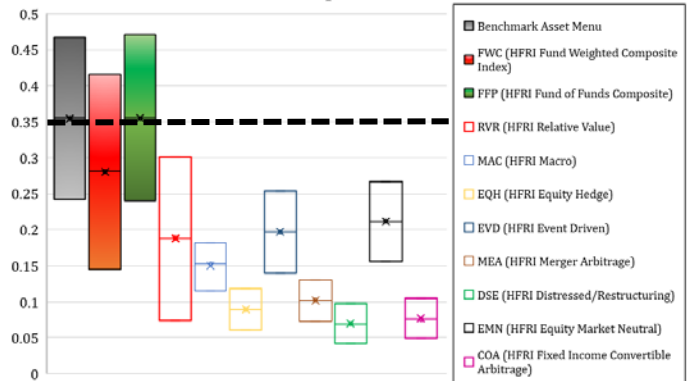 0.5
0.45
0.4
0.35
0.3
0.25
0.2
0.15
0.1
0.05
0
Benchmark Asset Menu
FWC (HFRI Fund Weighted Composite
Index)
FFP (HFRI Fund of Funds Composite)
RVR (HFRI Relative Value)
MAC (HFRI Macro)
EQH (HFRI Equity Hedge)
EVD (HFRI Event Driven)
MEA (HFRI Merger Arbitrage)
DSE (HFRI Distressed/Restructuring)
EMN (HFRI Equity Market Neutral)
COA (HFRI Fixed Income Convertible
Arbitrage)